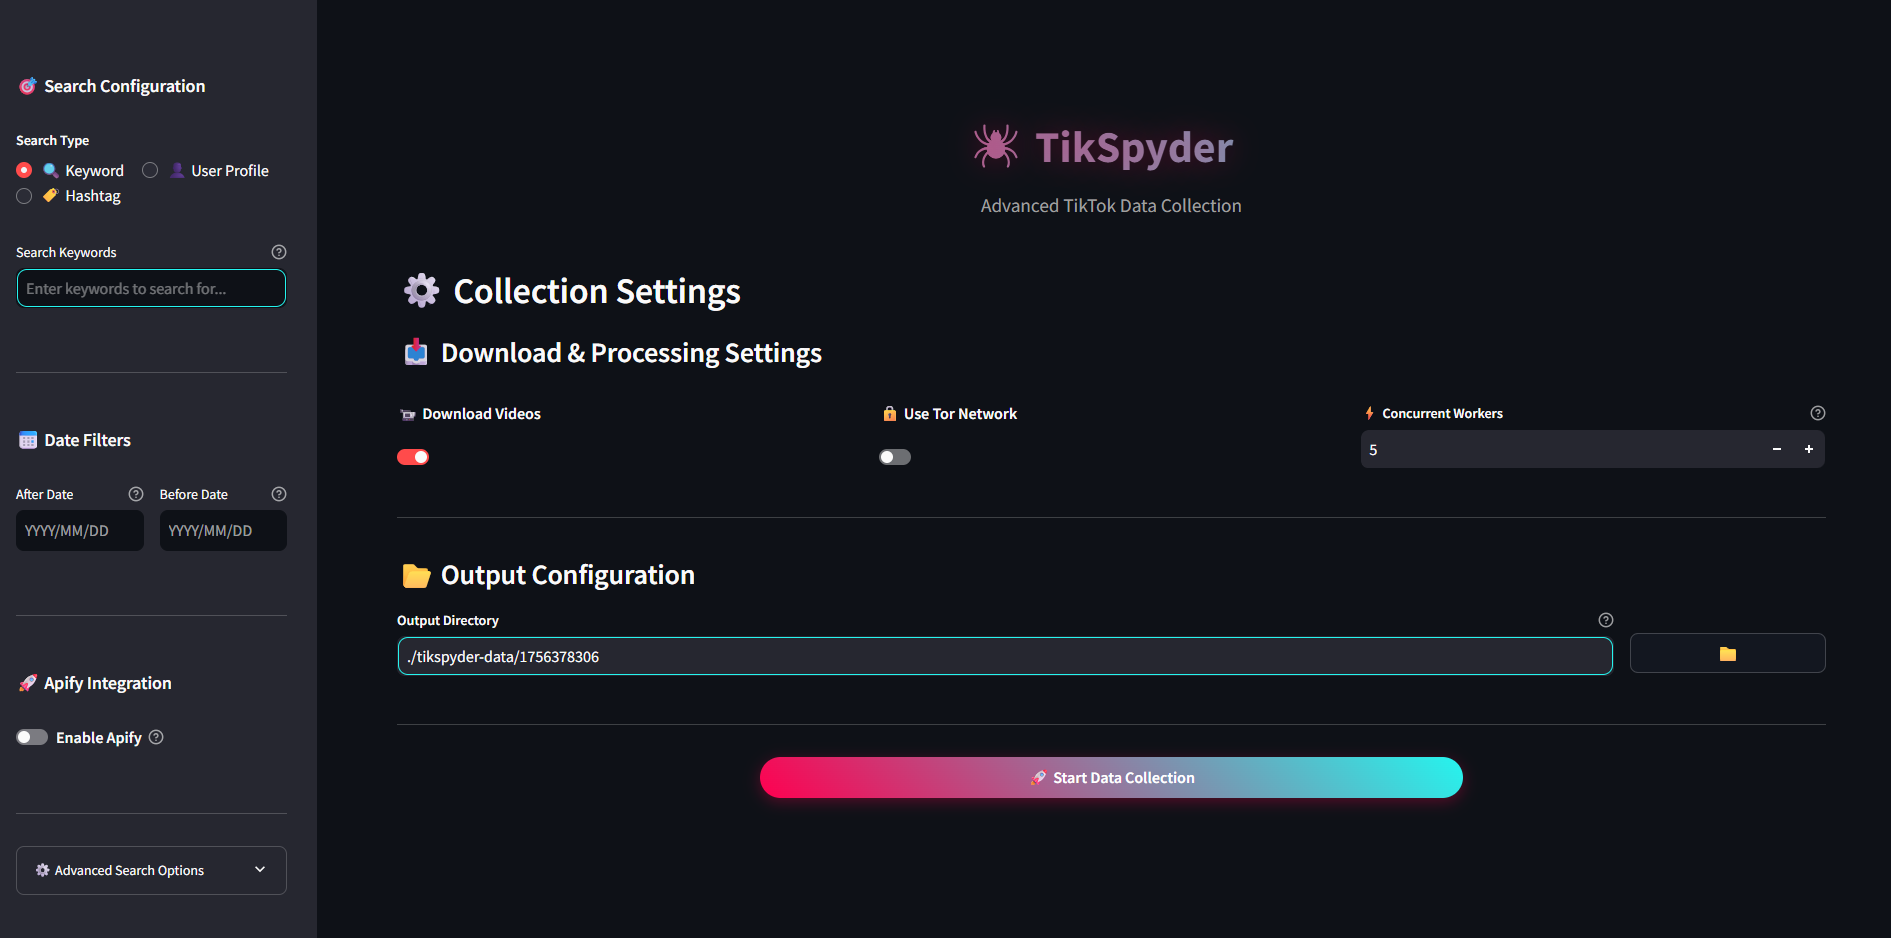 Search Configuration
Search Type
Keyword
User Profile
Hashtag
Search Keywords
Enter keywords to search for...
Date Filters
After Date
Before Date
YYYY/MM/DD
YYYY/MM/DD
Apify Integration
Enable Apify
Advanced Search Options
TikSpyder
Advanced TikTok Data Collection
Collection Settings
Download & Processing Settings
Download Videos
Use Tor Network
Concurrent Workers
5
Output Configuration
Output Directory
./tikspyder-data/1756378306
Start Data Collection